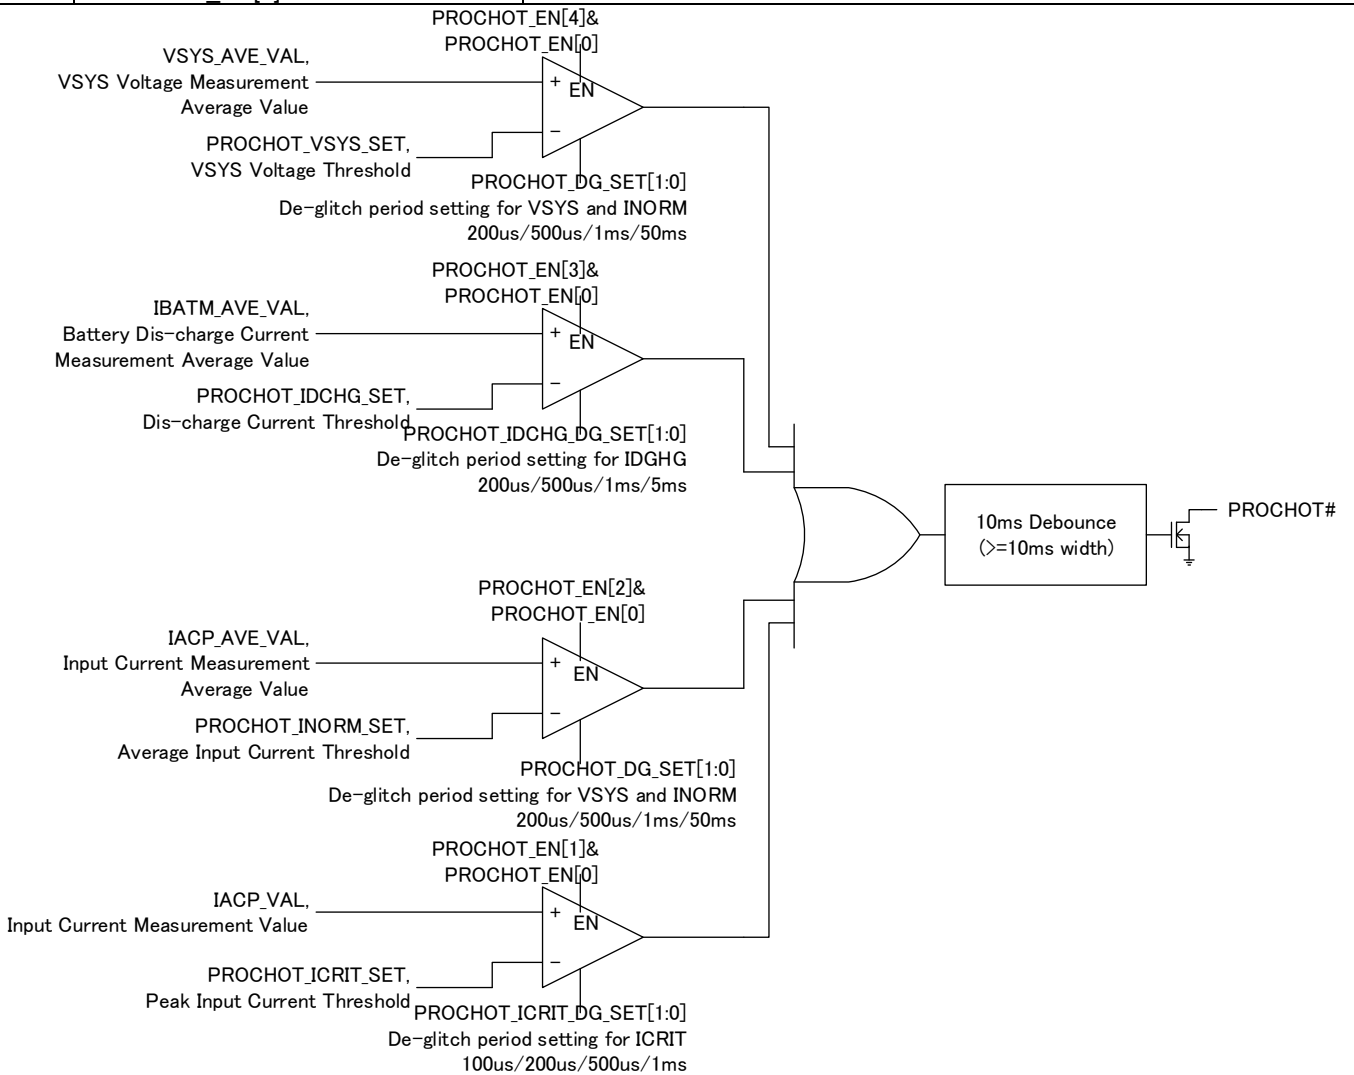 PROCHOT_EN[4]&
PROCHOT_EN[0]
VSYS_AVE_VAL,
VSYS Voltage Measurement
Average Value
+
EN
−
PROCHOT_VSYS_SET,
VSYS Voltage Threshold
PROCHOT_DG_SET[1:0]
De-glitch period setting for VSYS and INORM
200us/500us/1ms/50ms
PROCHOT_EN[3]&
PROCHOT_EN[0]
IBATM_AVE_VAL,
Battery Dis-charge Current
Measurement Average Value
+
EN
−
PROCHOT_IDCHG_SET,
Dis-charge Current Threshold
PROCHOT_IDCHG_DG_SET[1:0]
De-glitch period setting for IDGHG
200us/500us/1ms/5ms
10ms Debounce
(>=10ms width)
PROCHOT#
PROCHOT_EN[2]&
PROCHOT_EN[0]
IACP_AVE_VAL,
Input Current Measurement
Average Value
+
EN
−
PROCHOT_INORM_SET,
Average Input Current Threshold
PROCHOT_DG_SET[1:0]
De-glitch period setting for VSYS and INORM
200us/500us/1ms/50ms
PROCHOT_EN[1]&
PROCHOT_EN[0]
IACP_VAL,
Input Current Measurement Value
+
EN
−
PROCHOT_ICRIT_SET,
Peak Input Current Threshold
PROCHOT_ICRIT_DG_SET[1:0]
De-glitch period setting for ICRIT
100us/200us/500us/1ms